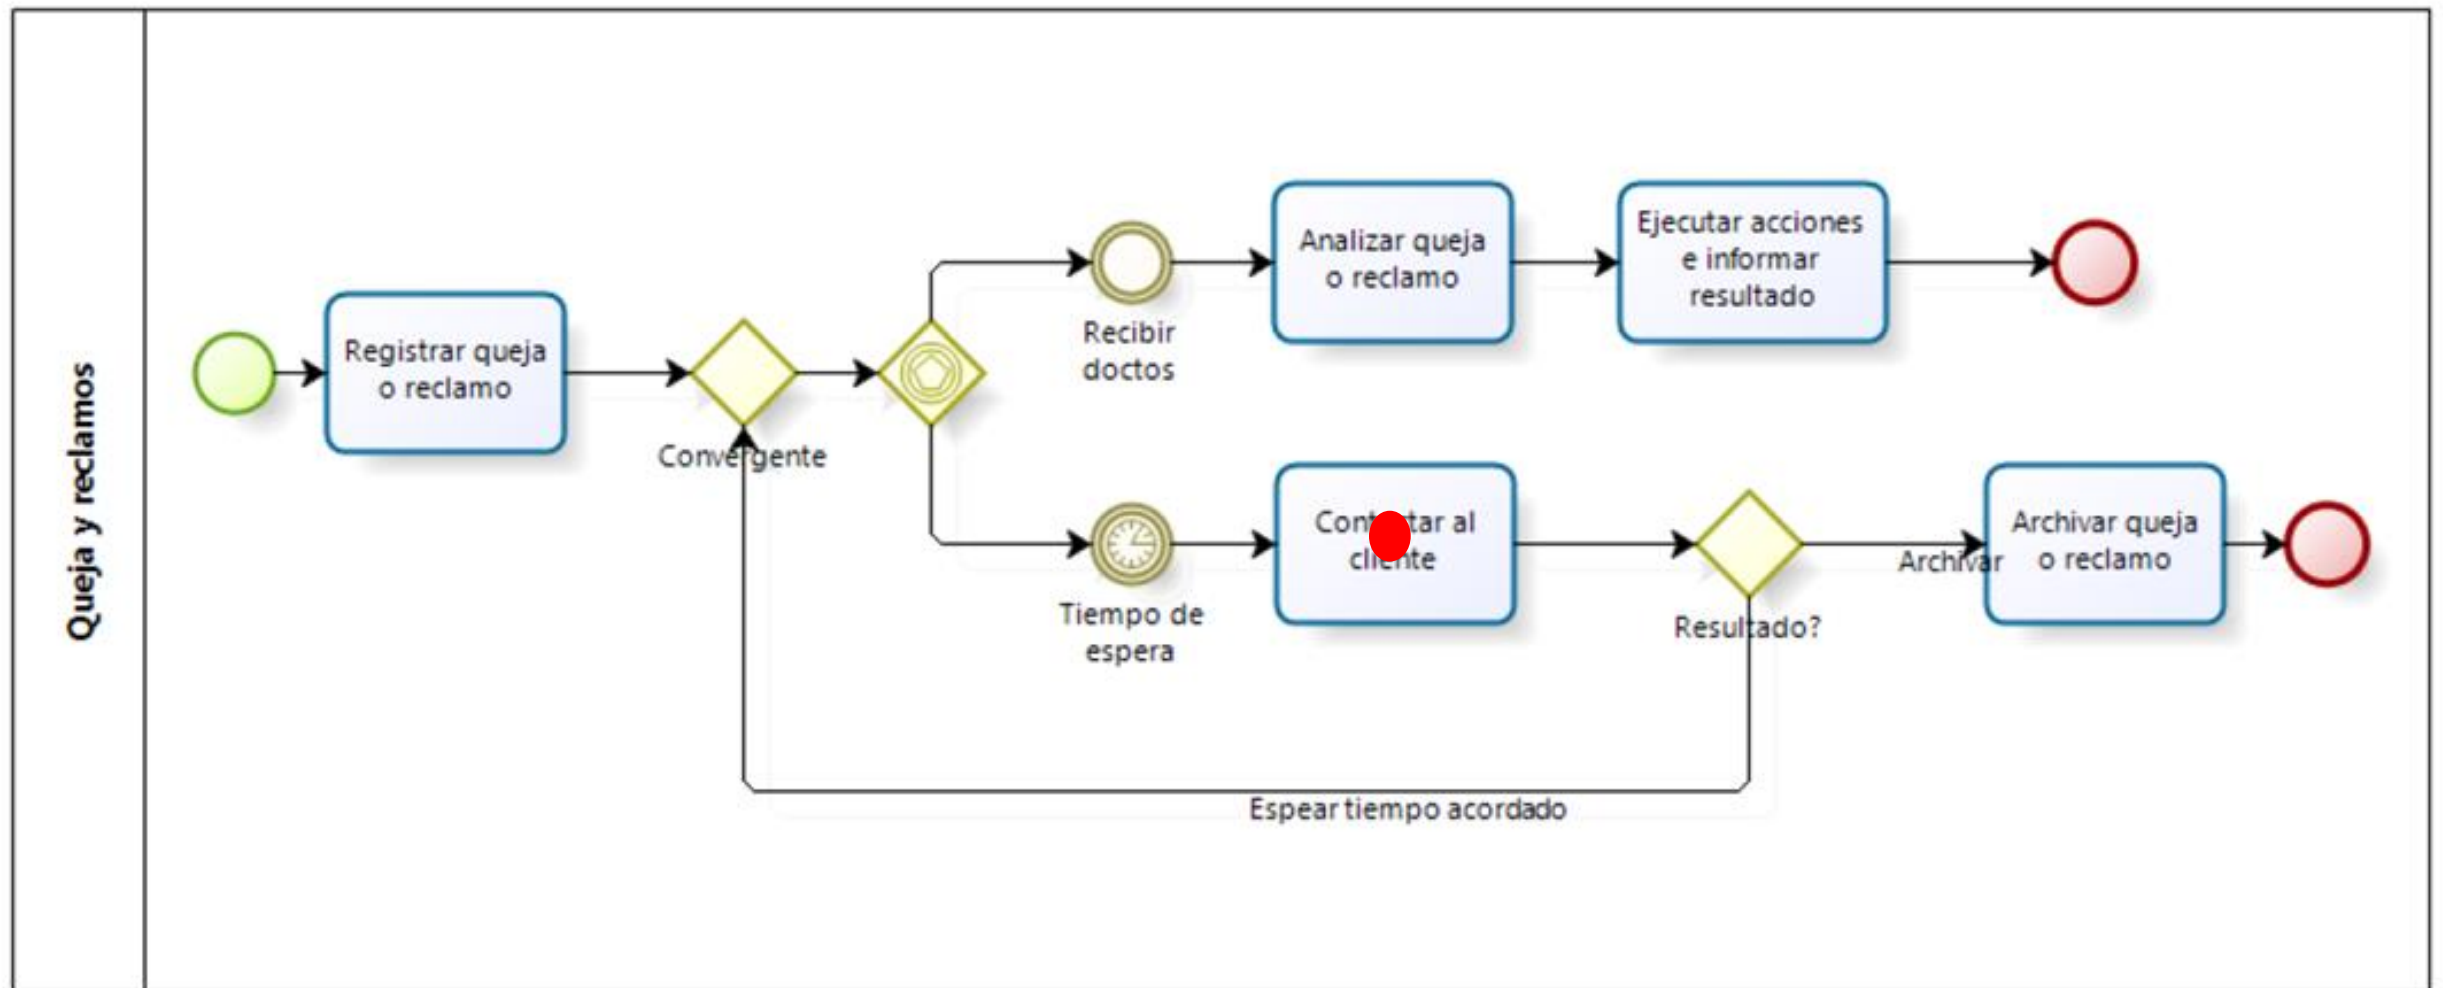 Queja y reclamos
Registrar queja
o reclamo
Convergente
Recibir
doctos
Analizar queja
o reclamo
Ejecutar acciones
e informar
resultado
Tiempo de
espera
al
Resultado?
Archivar
Archivar queja
o reclamo
Espear tiempo acordado